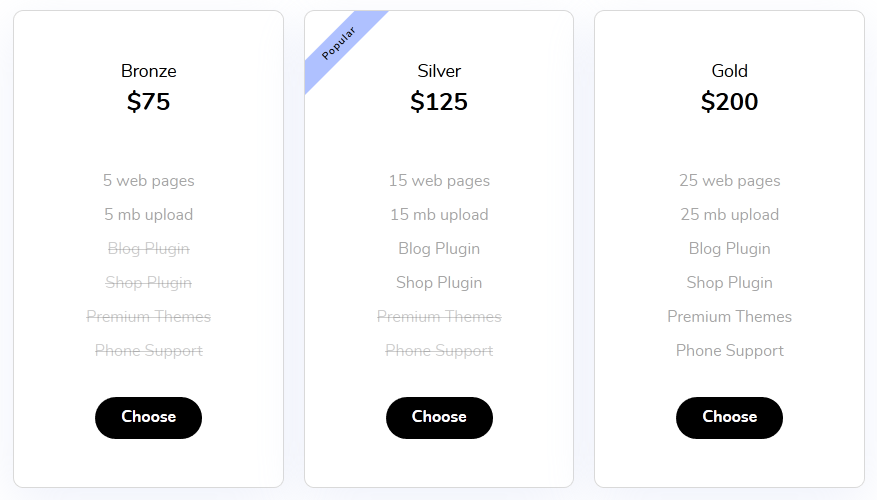 Bronze
$75
5 web pages
5 mb upload
Blog Plugin
Shop Plugin
Premium Themes
Phone Support
Choose
Popular
Silver
$125
15 web pages
15 mb upload
Blog Plugin
Shop Plugin
Premium Themes
Phone Support
Choose
Gold
$200
25 web pages
25 mb upload
Blog Plugin
Shop Plugin
Premium Themes
Phone Support
Choose